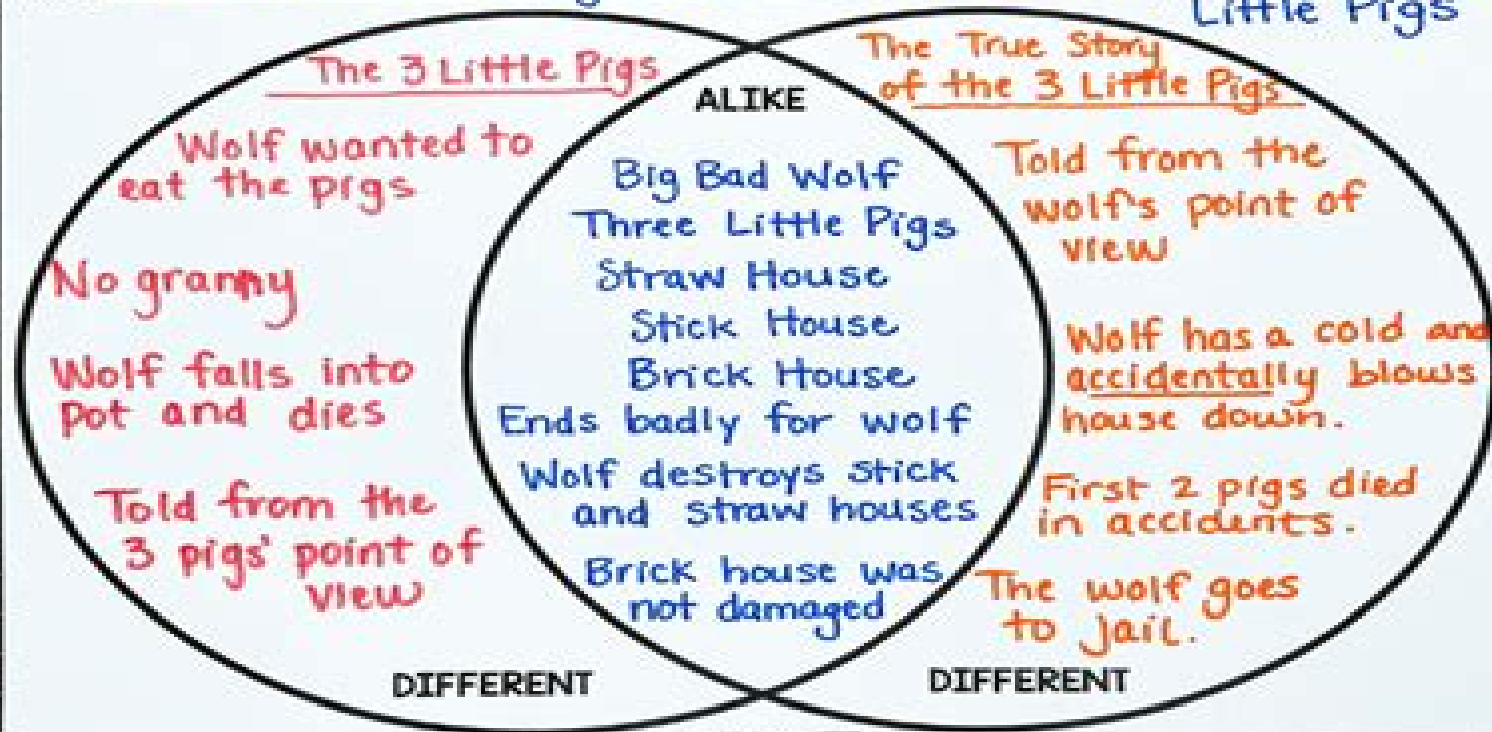 Little Pigs
The 3 Little Pigs
Wolf wanted to
eat the pigs
No granny
Wolf falls into
pot and dies
Told from the
3 pigs' point of
view
DIFFERENT
ALIKE
Big Bad Wolf
Three Little Pigs
Straw House
Stick House
Brick House
Ends badly for wolf
Wolf destroys stick
and straw houses
Brick house was
not damaged
The True Story
of the 3 Little Pigs
Told from the
wolf's point of
view
Wolf has a cold and
accidentally blows
house down.
First 2 pigs died
in accidents.
The wolf goes
to jail.
DIFFERENT